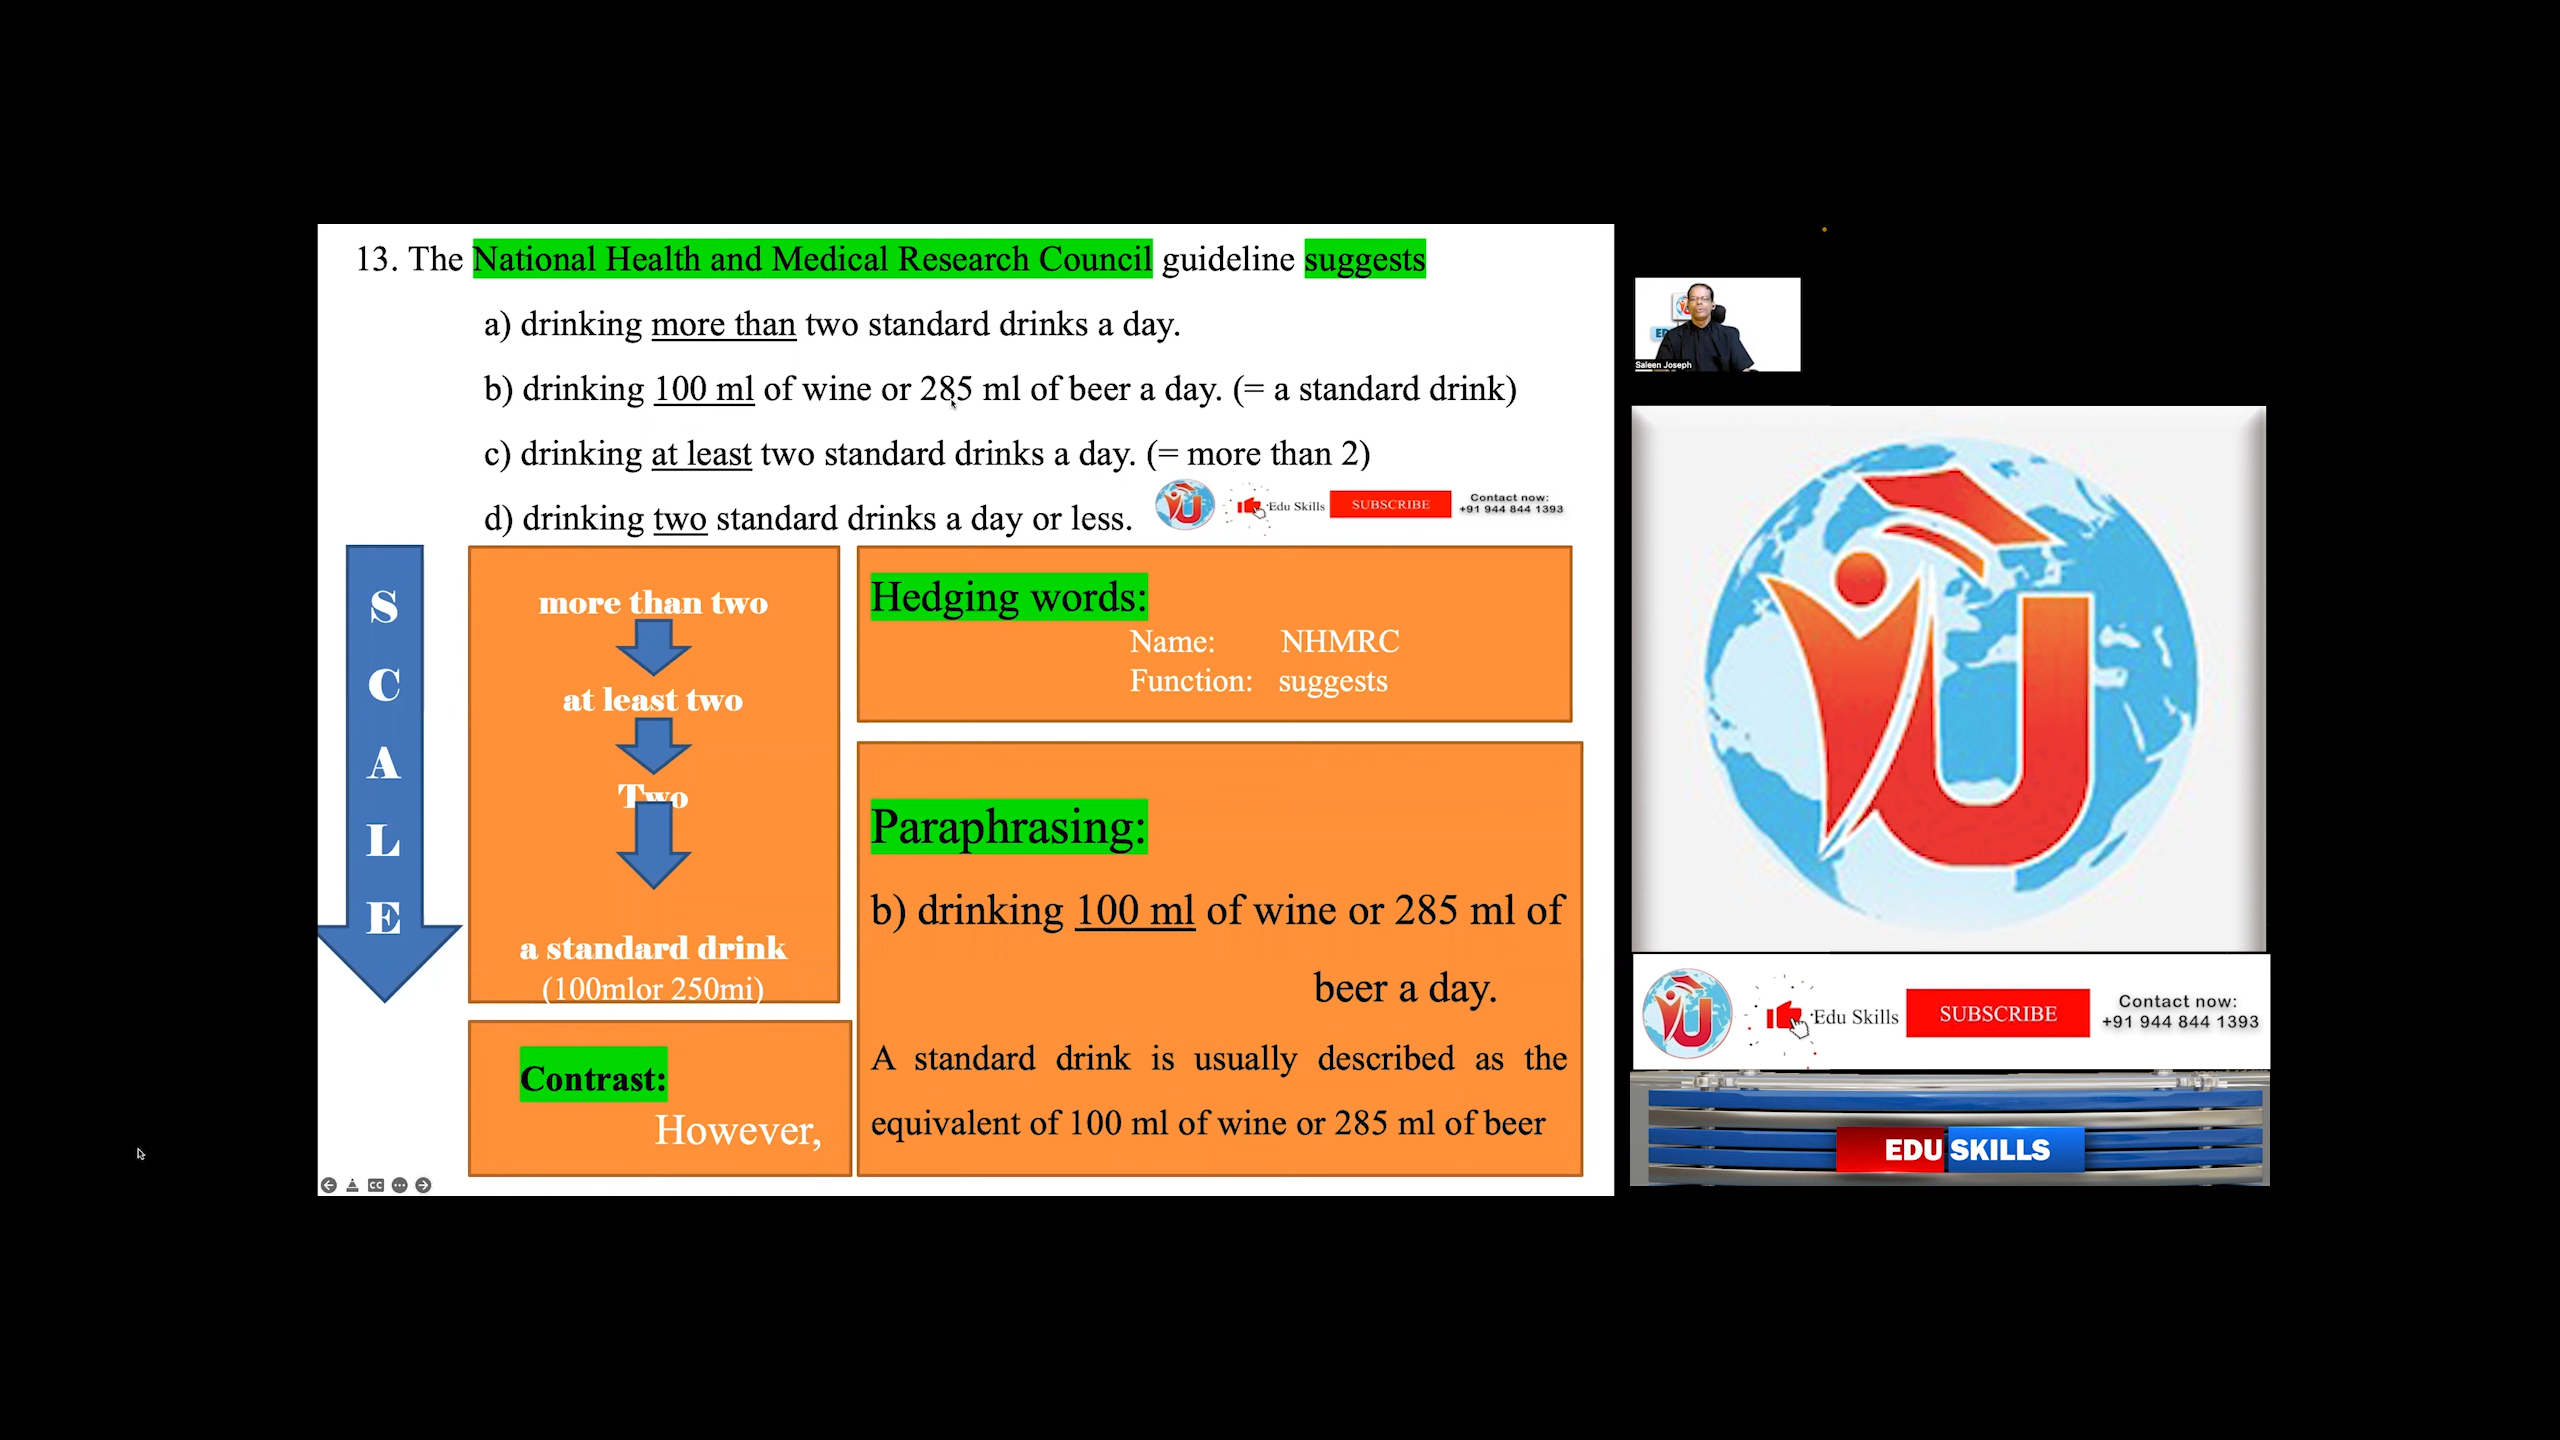 13. The National Health and Medical Research Council guideline suggests
a) drinking more than two standard drinks a day.
b) drinking 100 ml of wine or 285 ml of beer a day. (= a standard drink)
c) drinking at least two standard drinks a day. (= more than 2)
d) drinking two standard drinks a day or less.
Edu Skills
SUBSCRIBE
Contact now:
+91 944 844 1393
S
C
A
L
E
more than two
at least two
Two
a standard drink
(100mlor 250mi)
Contrast:
However,
Hedging words:
Name: NHMRC
Function: suggests
Paraphrasing:
b) drinking 100 ml of wine or 285 ml of
beer a day.
A standard drink is usually described as the
equivalent of 100 ml of wine or 285 ml of beer
CC
Saleen Joseph
Edu Skills
SUBSCRIBE
Contact now:
+91 944 844 1393
EDU SKILLS